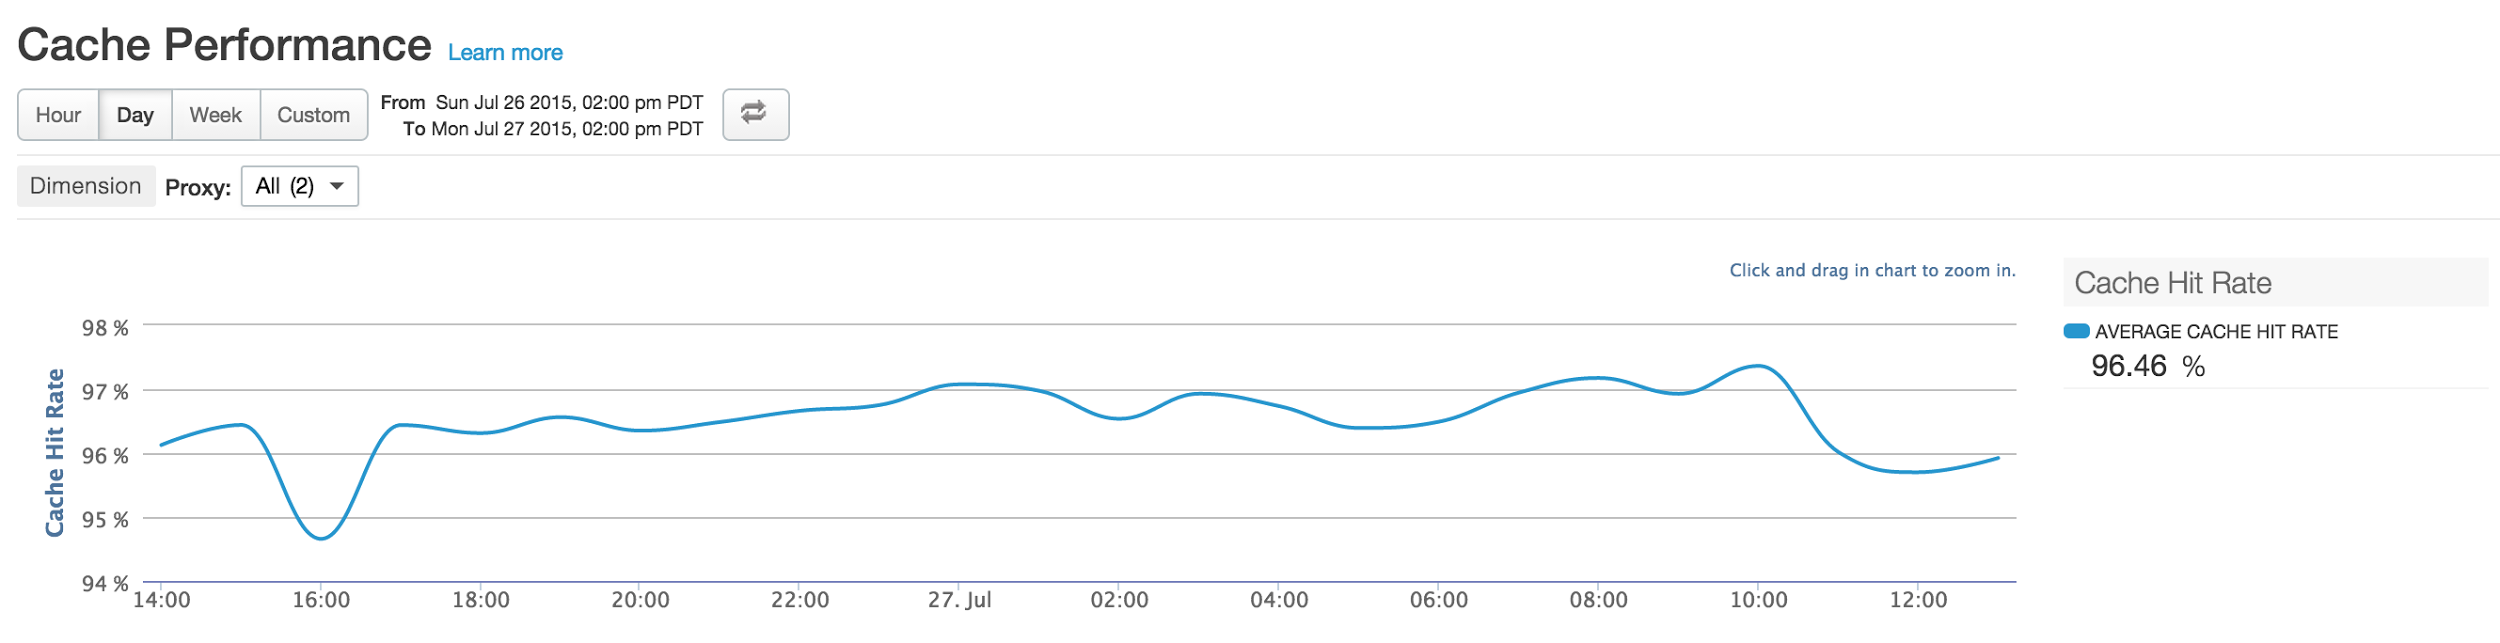 Cache Performance Learn more
Hour Day Week Custom
From Sun Jul 26 2015, 02:00 pm PDT
To Mon Jul 27 2015, 02:00 pm PDT
Dimension Proxy: All (2)
Click and drag in chart to zoom in.
Cache Hit Rate
AVERAGE CACHE HIT RATE
96.46 %
Cache Hit Rate
98 %
97 %
96 %
95 %
94 %
14:00 16:00 18:00 20:00 22:00 27. Jul 02:00 04:00 06:00 08:00 10:00 12:00